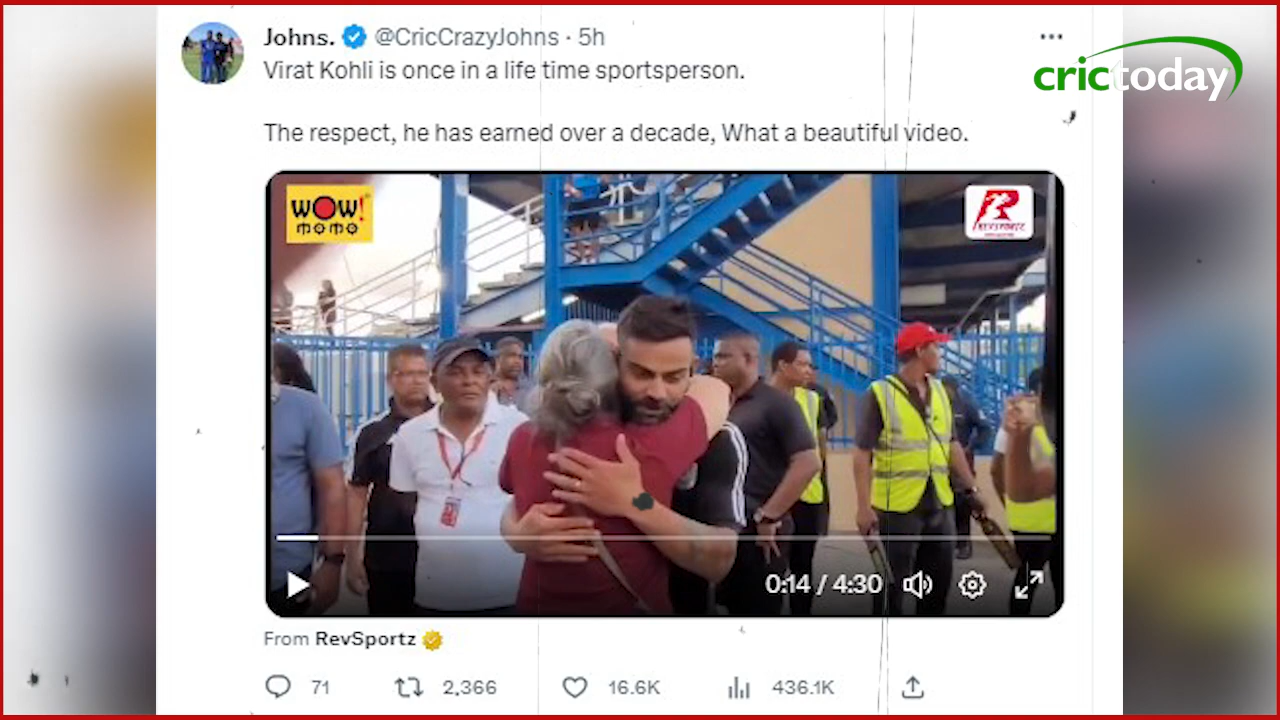 Johns. @CricCrazyJohns · 5h
crictoday
Virat Kohli is once in a life time sportsperson.
The respect, he has earned over a decade, What a beautiful video.
WOW!
MOMO
REVSPORTZ
0:14 / 4:30
From RevSportz
71 2,366 16.6K 436.1K